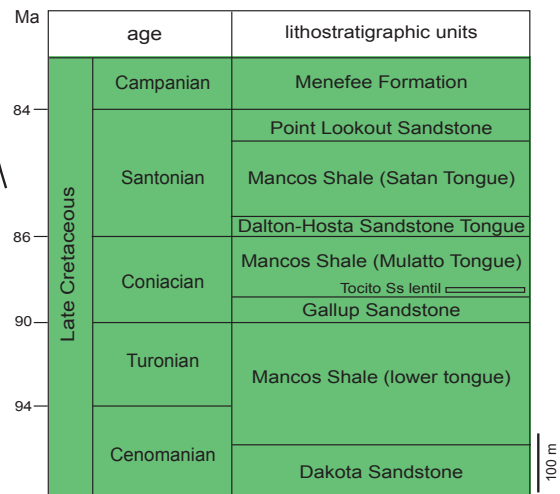 Ma
age
lithostratigraphic units
Late Cretaceous
Campanian
Menefee Formation
84
Point Lookout Sandstone
Santonian
Mancos Shale (Satan Tongue)
Dalton-Hosta Sandstone Tongue
86
Mancos Shale (Mulatto Tongue)
Coniacian
Tocito Ss lentil
Gallup Sandstone
90
Turonian
Mancos Shale (lower tongue)
94
Cenomanian
Dakota Sandstone
100 m